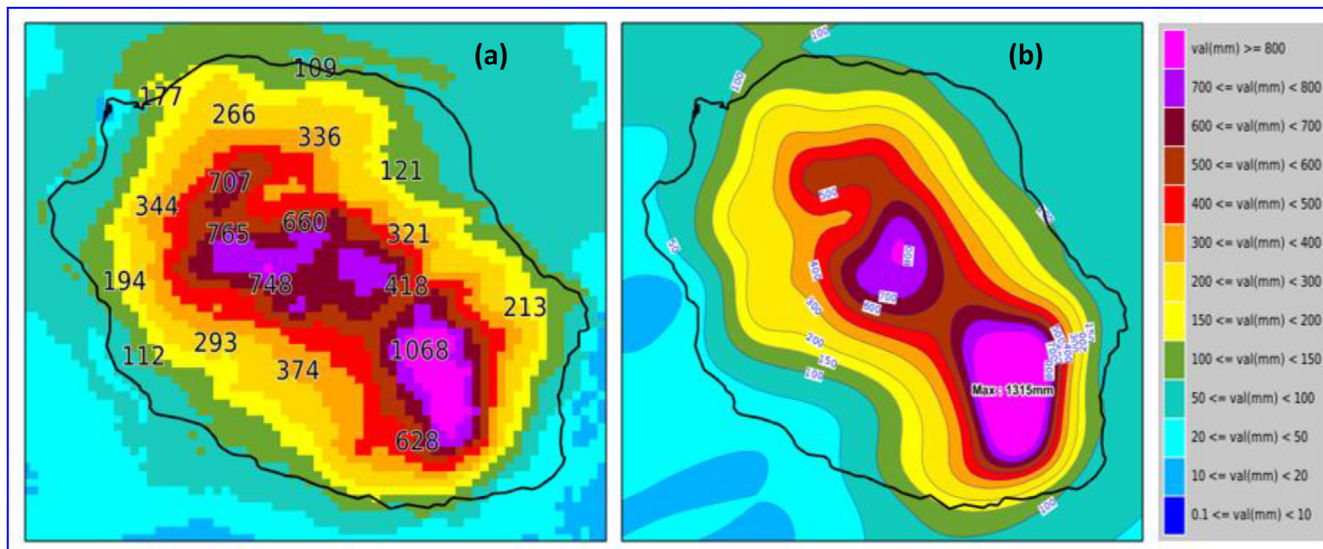 (a)
109
177
266
336
121
707
344
660
765
321
748
418
194
213
293
1068
112
374
628
(b)
100
100
500
50
800
400
700
600
300
200
150
100
Max : 1315mm
100
val(mm) >= 800
700 <= val(mm) < 800
600 <= val(mm) < 700
500 <= val(mm) < 600
400 <= val(mm) < 500
300 <= val(mm) < 400
200 <= val(mm) < 300
150 <= val(mm) < 200
100 <= val(mm) < 150
50 <= val(mm) < 100
20 <= val(mm) < 50
10 <= val(mm) < 20
0.1 <= val(mm) < 10